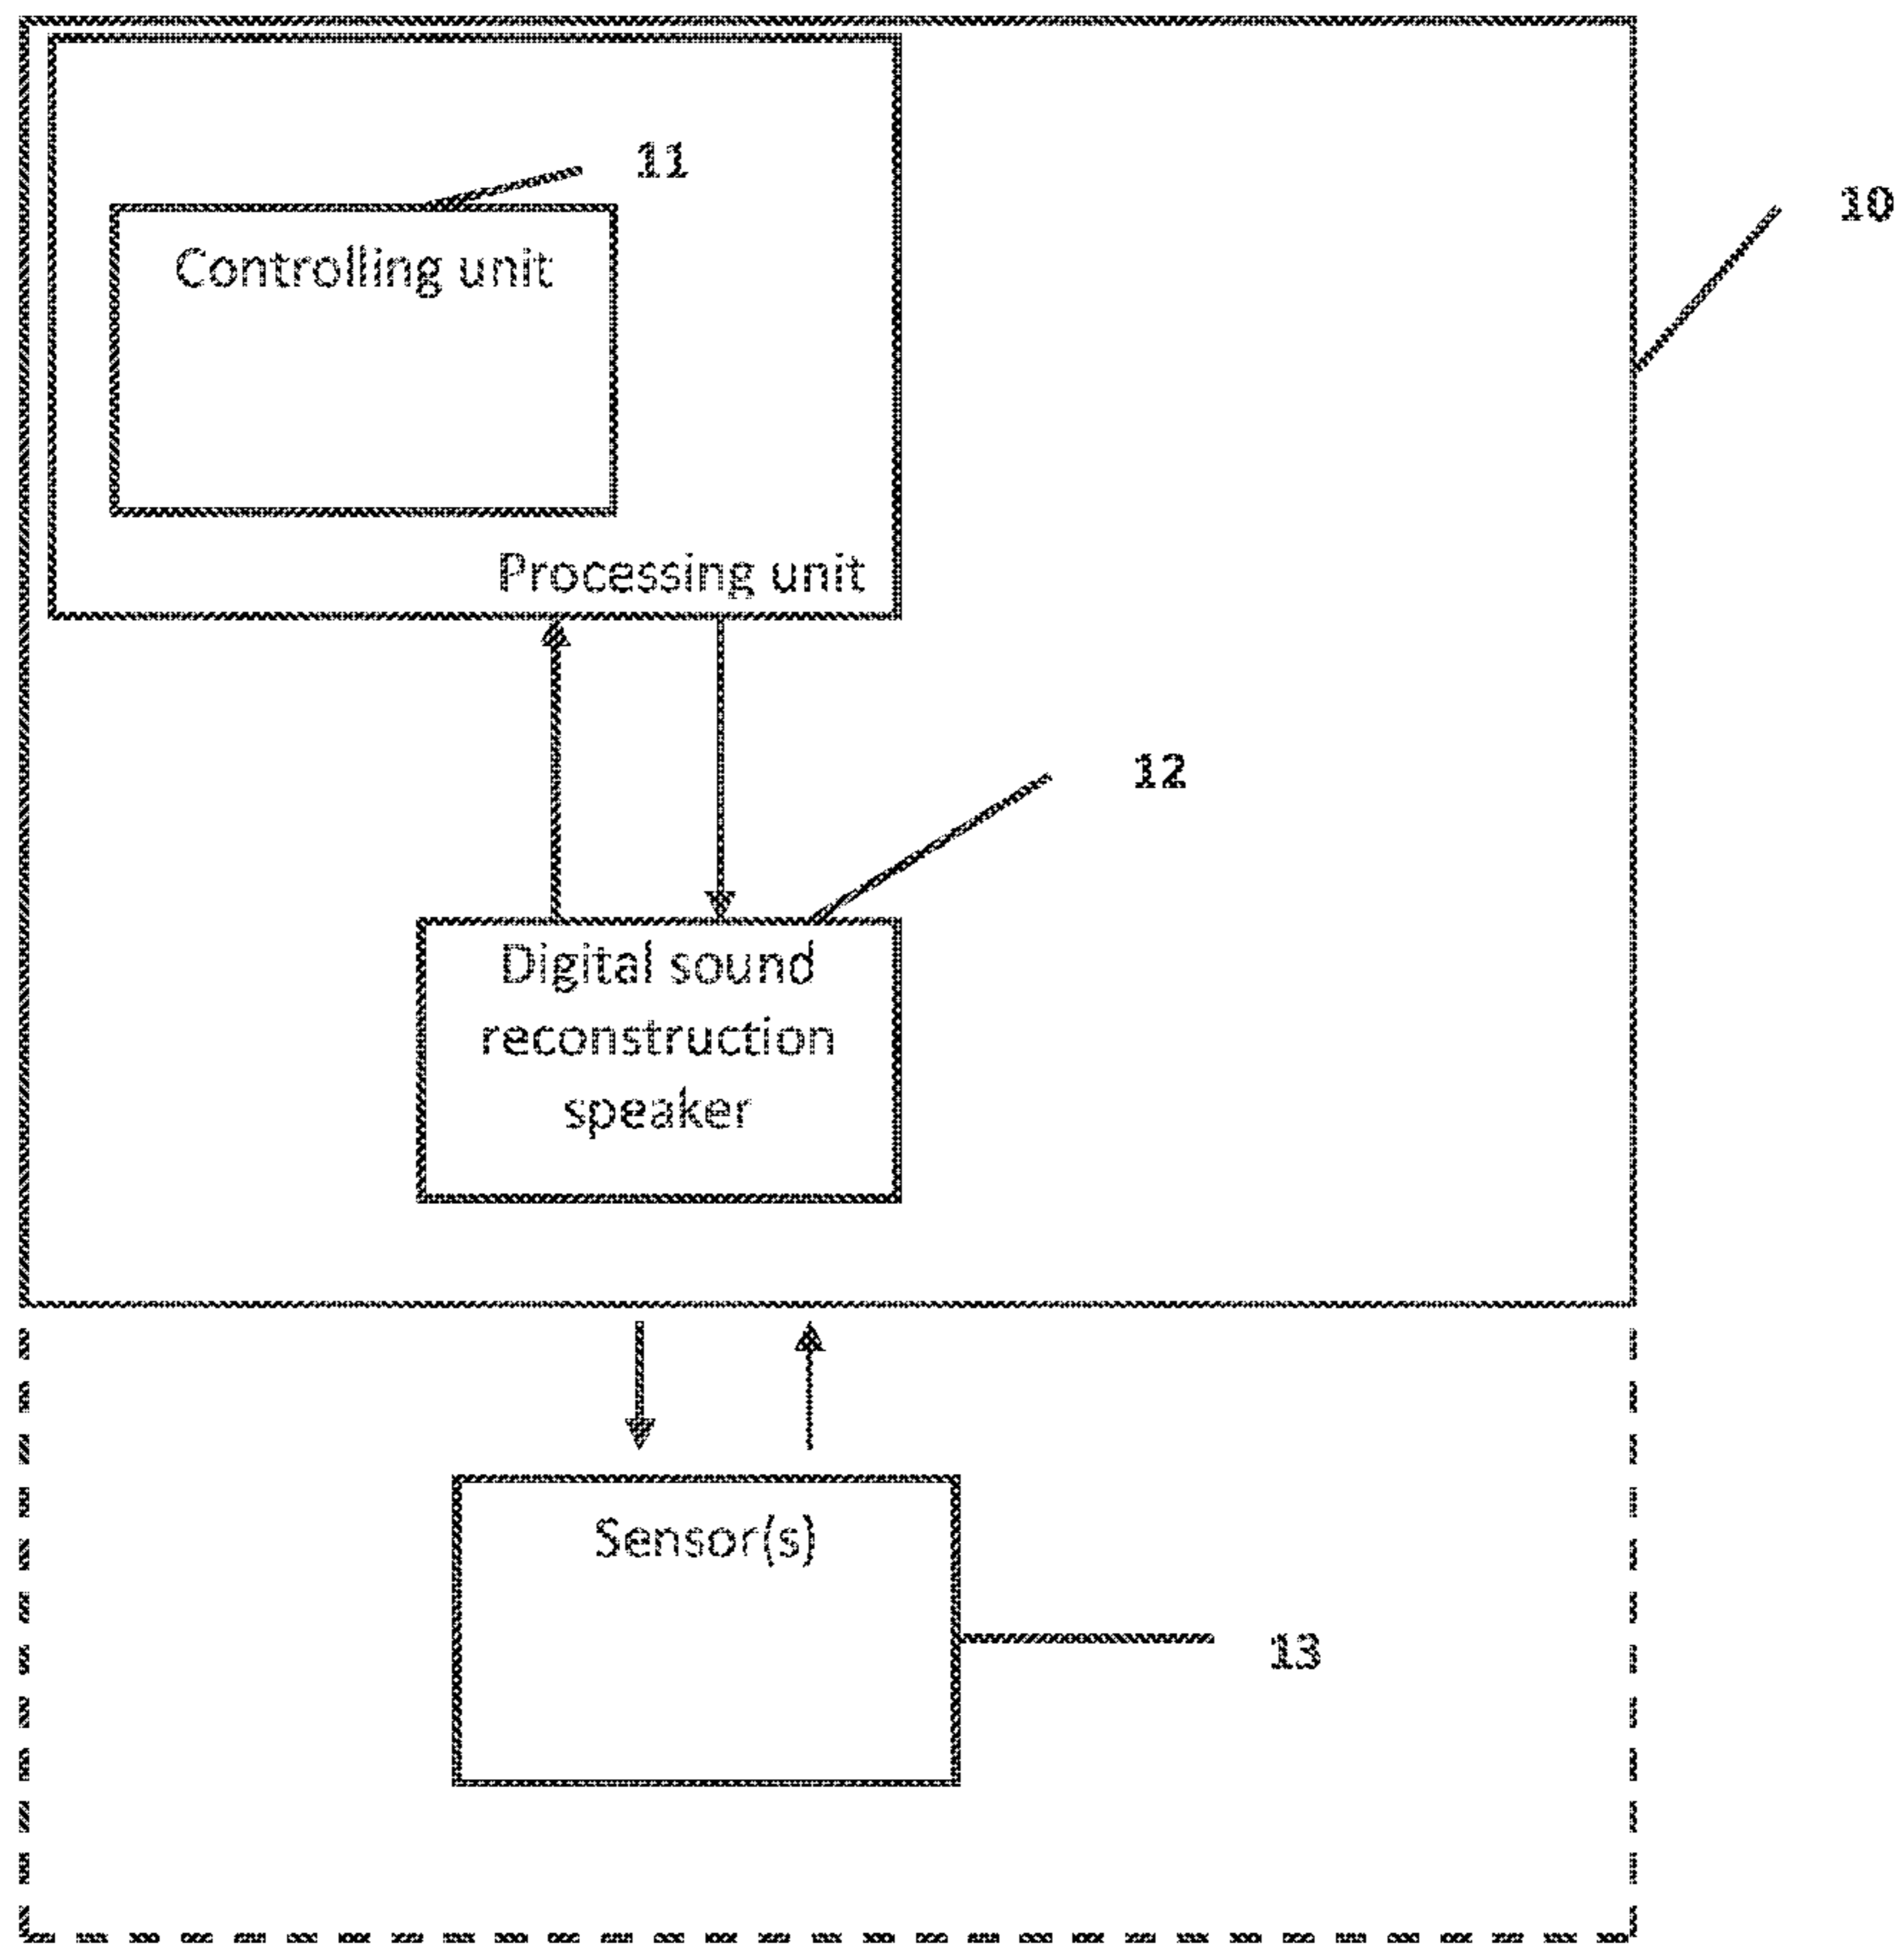 11
10
Controlling unit
Processing unit
12
Digital sound
reconstruction
speaker
Sensor(s)
13